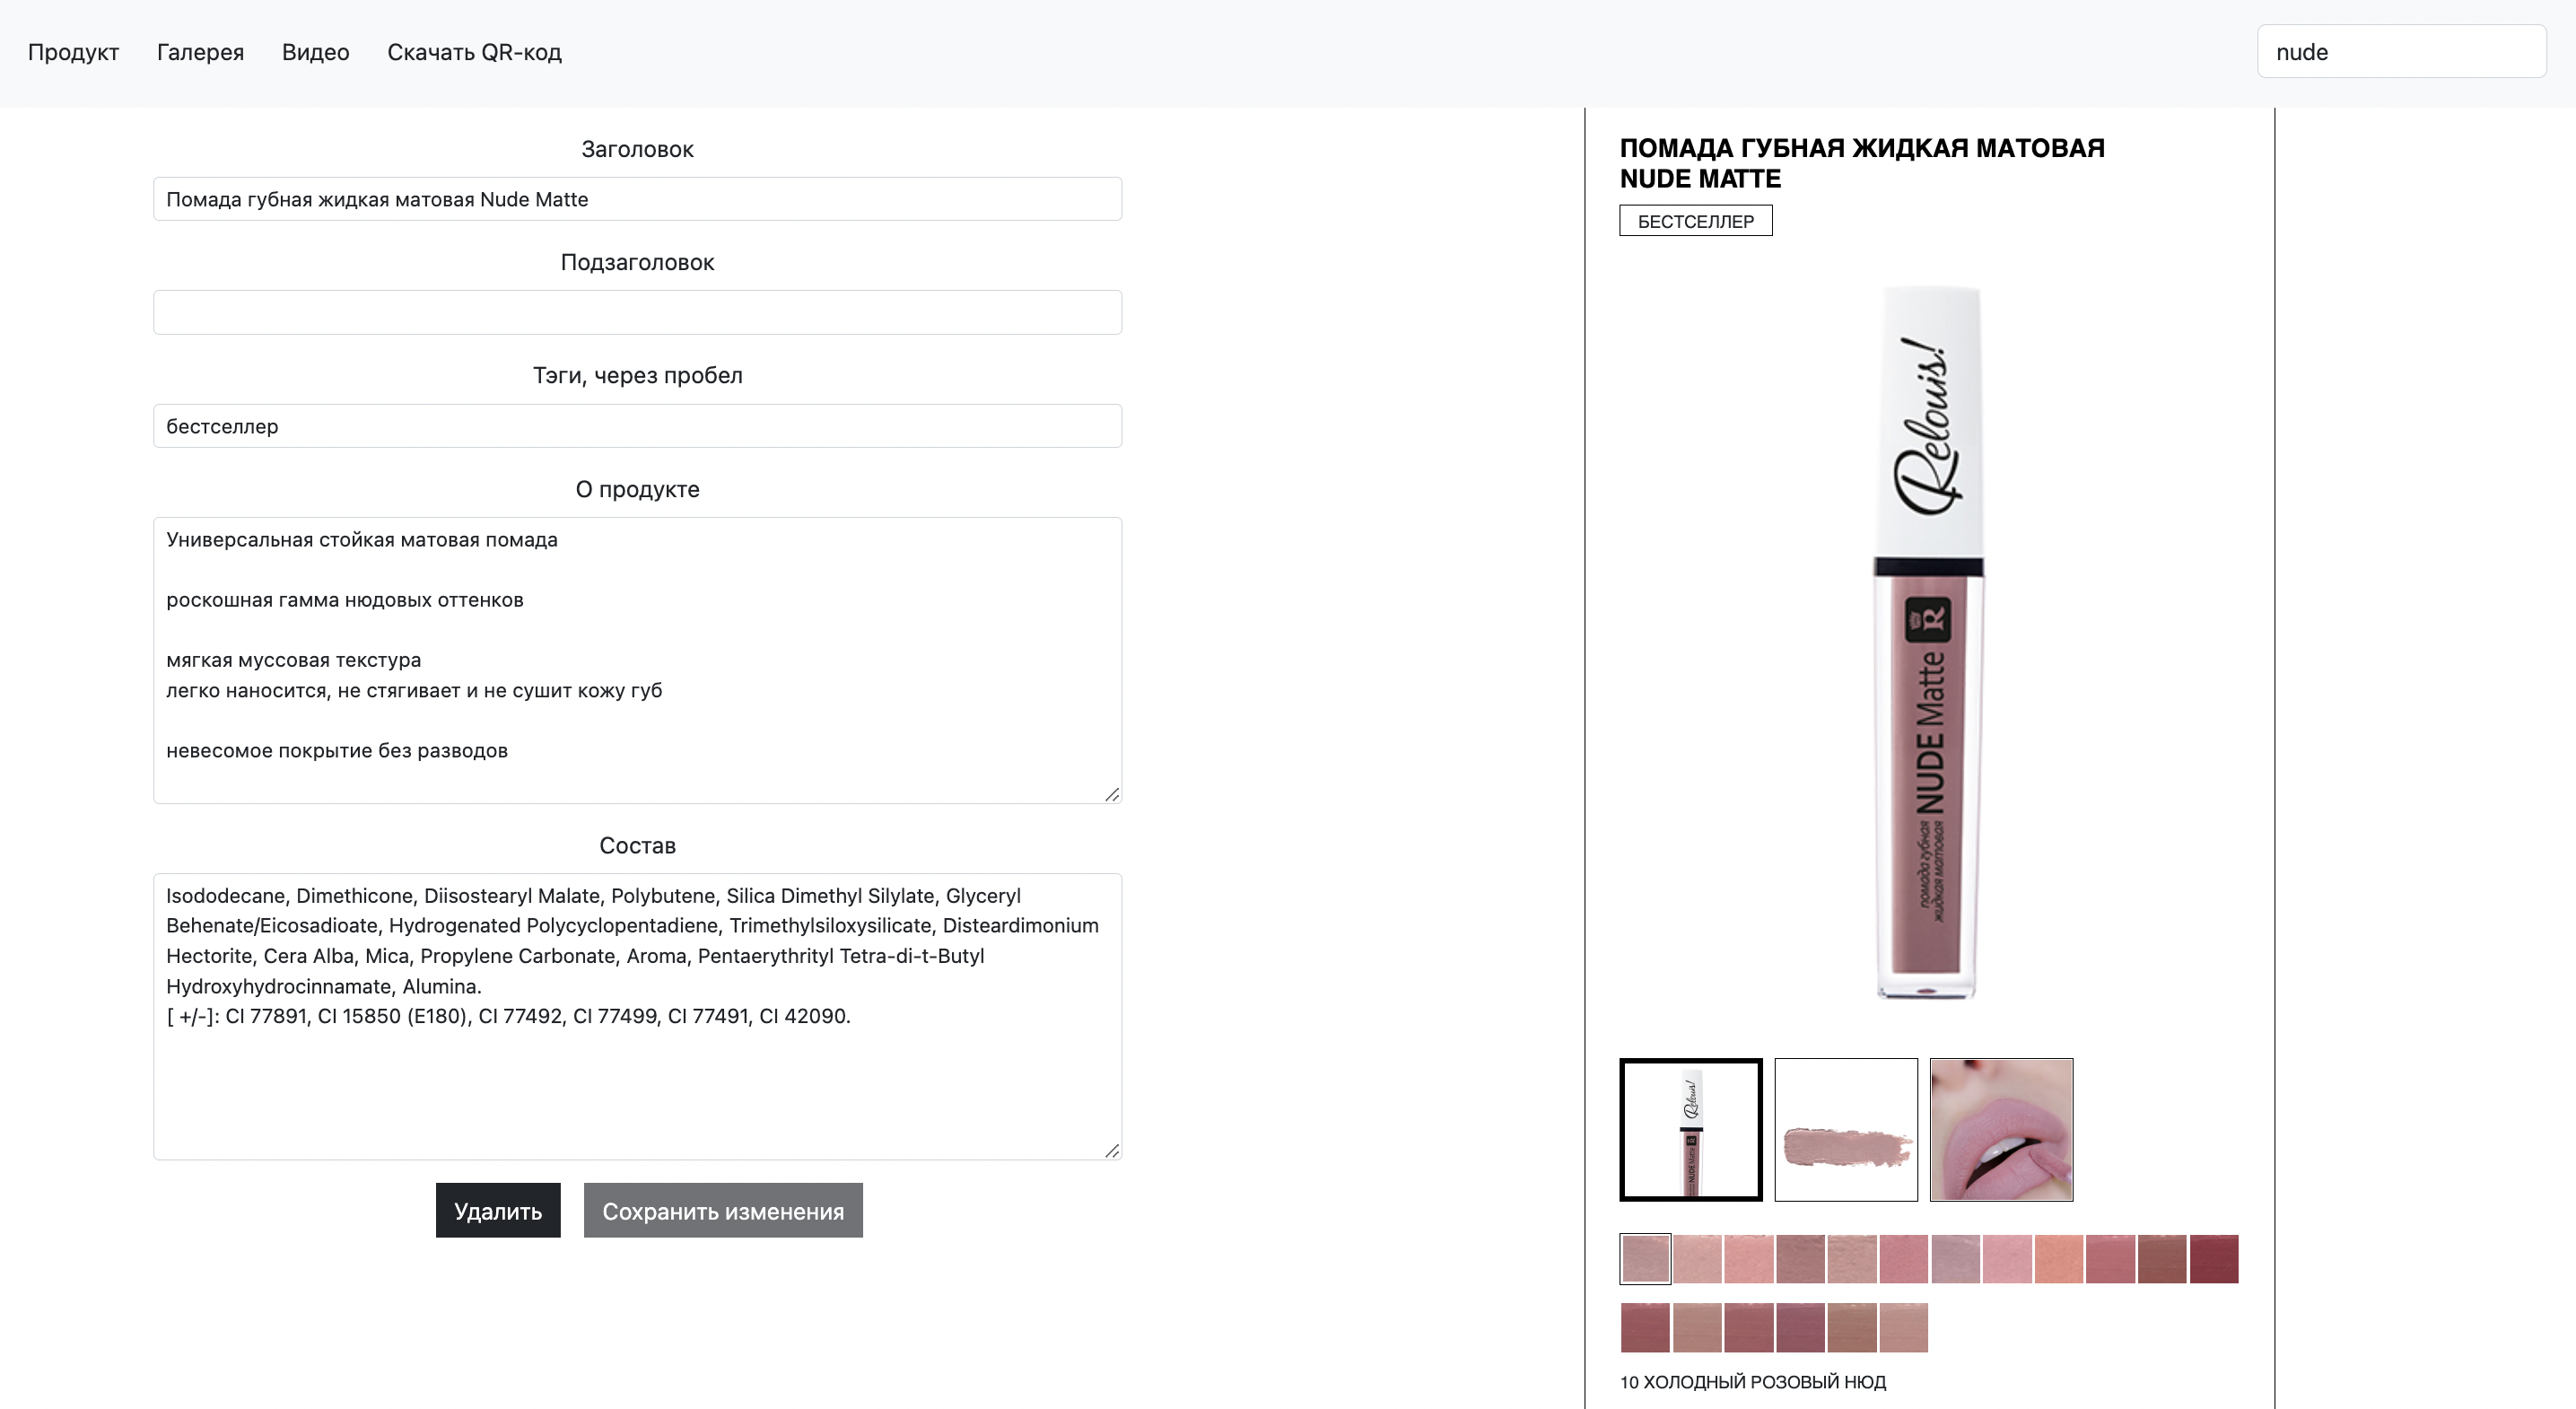 Продукт Галерея Видео Скачать QR-код nude
Заголовок
Помада губная жидкая матовая Nude Matte
Подзаголовок
Тэги, через пробел
бестселлер
О продукте
Универсальная стойкая матовая помада
роскошная гамма нюдовых оттенков
мягкая муссовая текстура
легко наносится, не стягивает и не сушит кожу губ
невесомое покрытие без разводов
Состав
Isododecane, Dimethicone, Diisostearyl Malate, Polybutene, Silica Dimethyl Silylate, Glyceryl
Behenate/Eicosadioate, Hydrogenated Polycyclopentadiene, Trimethylsiloxysilicate, Disteardimonium
Hectorite, Cera Alba, Mica, Propylene Carbonate, Aroma, Pentaerythrityl Tetra-di-t-Butyl
Hydroxyhydrocinnamate, Alumina.
[ +/-]: CI 77891, CI 15850 (E180), CI 77492, CI 77499, CI 77491, CI 42090.
Удалить Сохранить изменения
ПОМАДА ГУБНАЯ ЖИДКАЯ МАТОВАЯ
NUDE MATTE
БЕСТСЕЛЛЕР
Relouis!
R
NUDE Matte
помада губная
жидкая матовая
Relouis!
NUDE Matte
10 ХОЛОДНЫЙ РОЗОВЫЙ НЮД